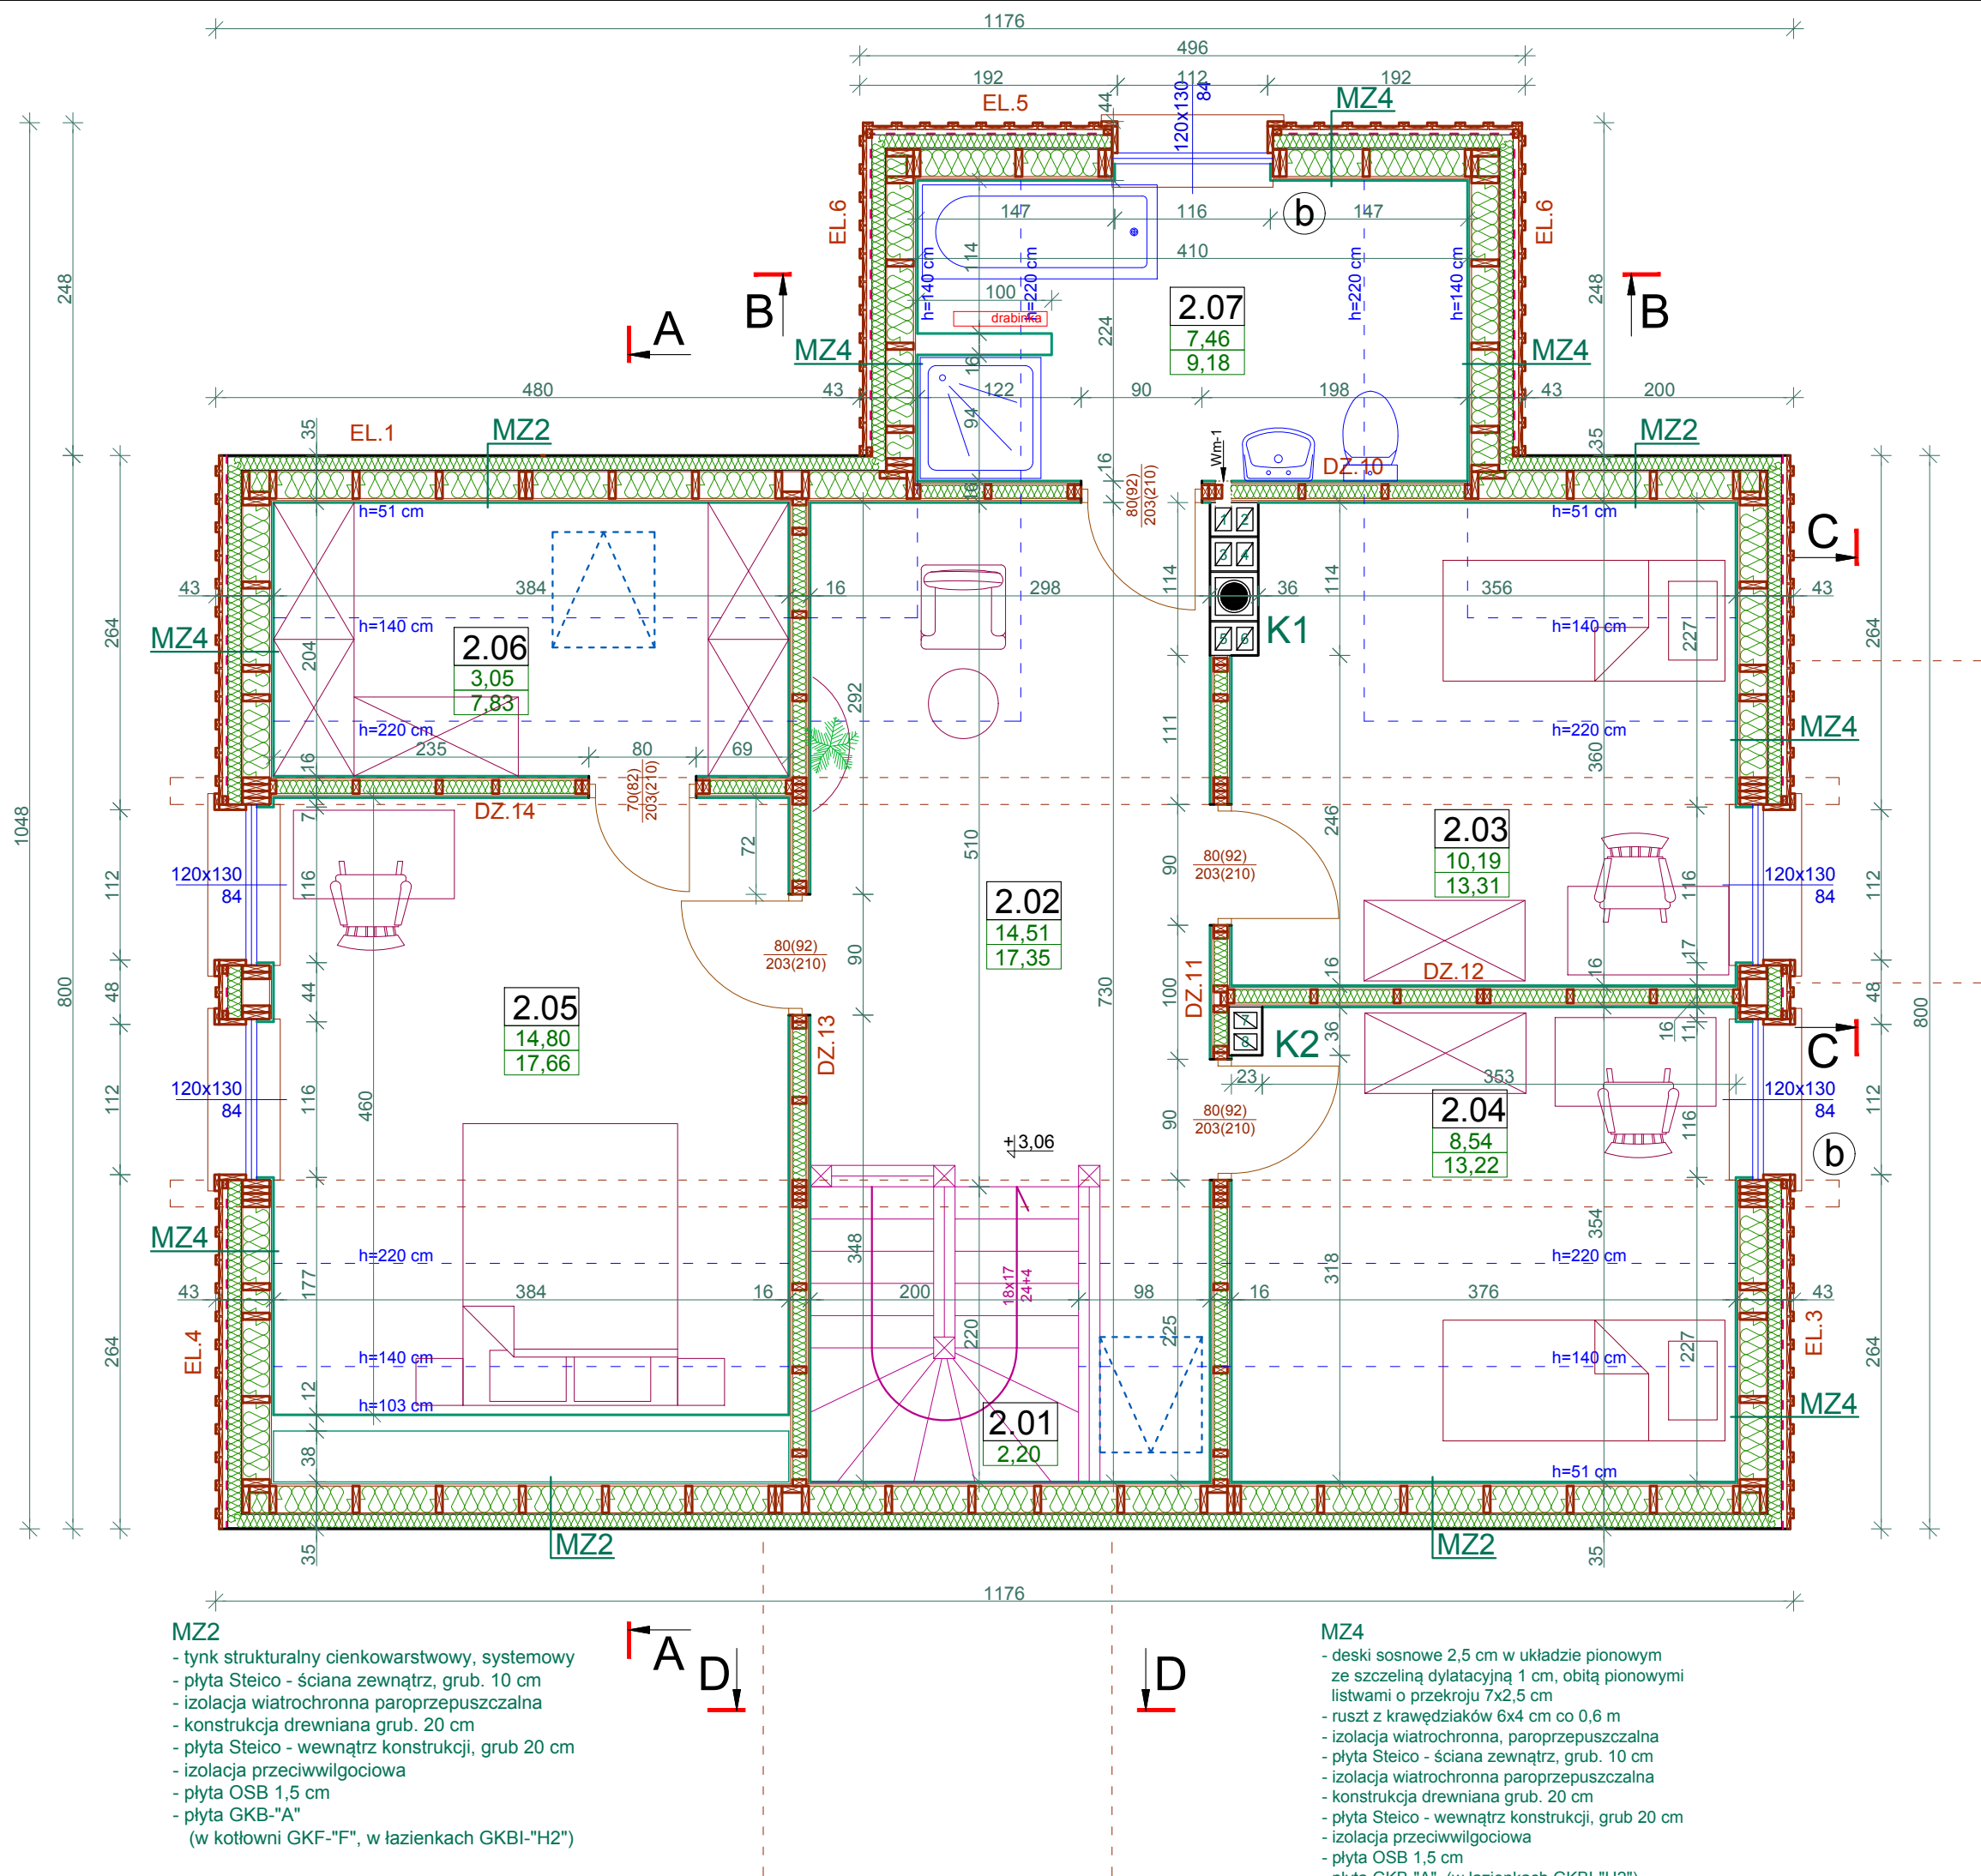 1176
496
192
112
192
EL.5
44
120x130
84
MZ4
EL.6
147
116
b
147
EL.6
410
114
h=140 cm
h=220 cm
h=220 cm
h=140 cm
248
248
100
drabinka
224
2.07
7,46
9,18
B
B
A
MZ4
16
MZ4
480
43
122
90
198
43
200
94
35
EL.1
MZ2
16
80(92)
203(210)
Wm-1
DZ.10
35
MZ2
16
h=51 cm
1
2
h=51 cm
C
3
4
43
384
16
298
114
36
114
356
43
264
h=140 cm
K1
h=140 cm
227
264
MZ4
204
2.06
3,05
7,83
5
6
292
h=220 cm
111
h=220 cm
MZ4
235
80
69
360
16
70(82)
203(210)
DZ.14
7
1048
72
510
246
2.03
10,19
13,31
120x130
84
112
116
90
80(92)
203(210)
116
120x130
84
112
2.02
14,51
17,35
80(92)
203(210)
90
17
16
DZ.12
16
DZ.11
48
44
800
2.05
14,80
17,66
730
100
48
800
7
8
36
K2
16
11
C
DZ.13
120x130
84
112
116
460
23
353
120x130
84
112
90
80(92)
203(210)
2.04
8,54
13,22
116
+3,06
b
MZ4
h=220 cm
348
354
318
h=220 cm
43
177
384
16
200
18x17
24+4
98
16
376
43
EL.4
264
220
225
227
EL.3
264
h=140 cm
h=140 cm
12
h=103 cm
2.01
2,20
MZ4
38
h=51 cm
35
MZ2
MZ2
35
1176
A
D
D
MZ2
- tynk strukturalny cienkowarstwowy, systemowy
- płyta Steico - ściana zewnątrz, grub. 10 cm
- izolacja wiatrochronna paroprzepuszczalna
- konstrukcja drewniana grub. 20 cm
- płyta Steico - wewnątrz konstrukcji, grub 20 cm
- izolacja przeciwwilgociowa
- płyta OSB 1,5 cm
- płyta GKB-"A"
(w kotłowni GKF-"F", w łazienkach GKBI-"H2")
MZ4
- deski sosnowe 2,5 cm w układzie pionowym
ze szczeliną dylatacyjną 1 cm, obitą pionowymi
listwami o przekroju 7x2,5 cm
- ruszt z krawędziaków 6x4 cm co 0,6 m
- izolacja wiatrochronna, paroprzepuszczalna
- płyta Steico - ściana zewnątrz, grub. 10 cm
- izolacja wiatrochronna paroprzepuszczalna
- konstrukcja drewniana grub. 20 cm
- płyta Steico - wewnątrz konstrukcji, grub 20 cm
- izolacja przeciwwilgociowa
- płyta OSB 1,5 cm
- płyta GKB-"A" (w łazienkach GKBI-"H2")